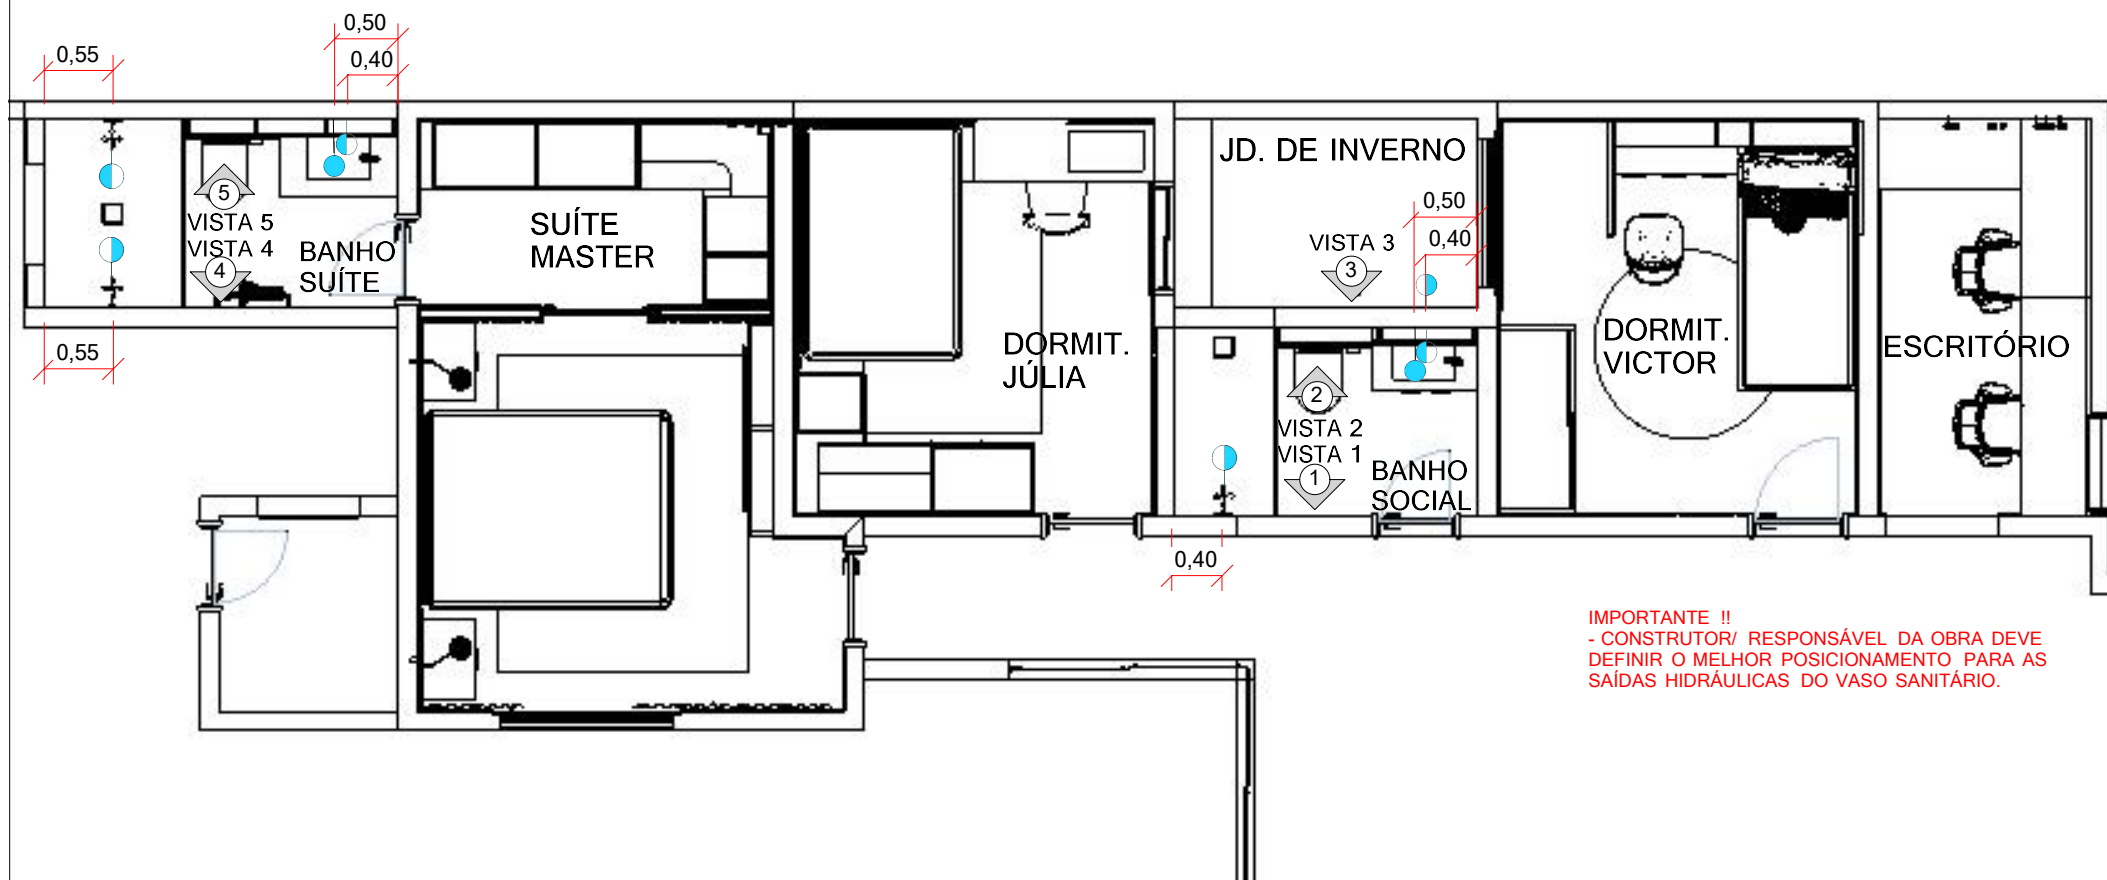 0,50
0,55
0,40
JD. DE INVERNO
5
VISTA 5
VISTA 4
4
BANHO
SUÍTE
SUÍTE
MASTER
0,50
VISTA 3
0,40
3
0,55
DORMIT.
JÚLIA
DORMIT.
VICTOR
ESCRITÓRIO
2
VISTA 2
VISTA 1
1
BANHO
SOCIAL
0,40
IMPORTANTE !!
- CONSTRUTOR/ RESPONSÁVEL DA OBRA DEVE
DEFINIR O MELHOR POSICIONAMENTO PARA AS
SAÍDAS HIDRÁULICAS DO VASO SANITÁRIO.